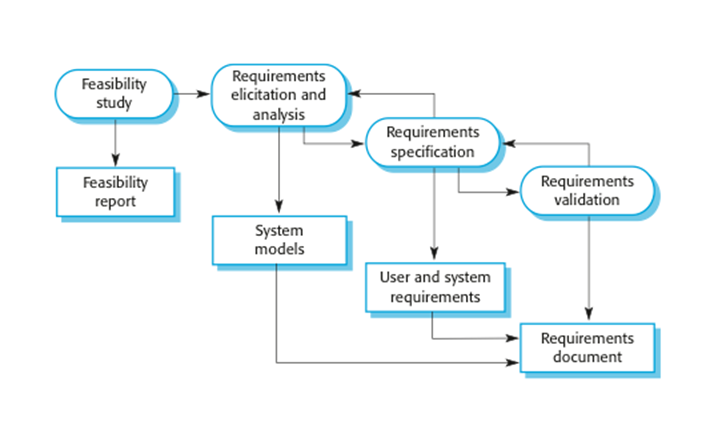 Feasibility
study
Requirements
elicitation and
analysis
Requirements
specification
Requirements
validation
Feasibility
report
System
models
User and system
requirements
Requirements
document